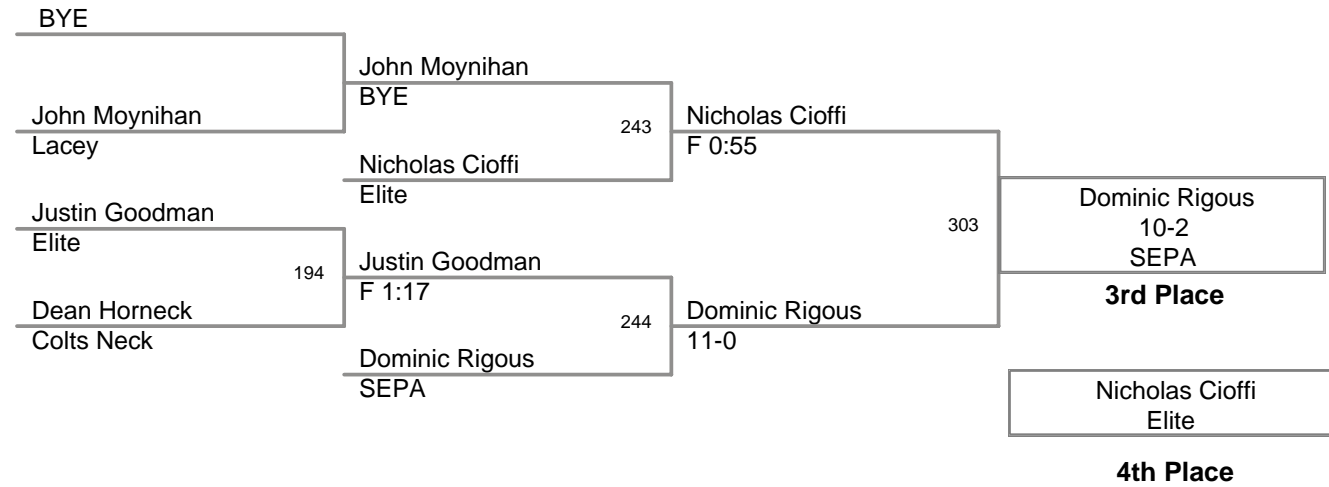 BYE
John Moynihan
Lacey
Justin Goodman
Elite
194
Dean Horneck
Colts Neck
John Moynihan
BYE
243
Nicholas Cioffi
Elite
Justin Goodman
F 1:17
244
Dominic Rigous
SEPA
Nicholas Cioffi
F 0:55
303
Dominic Rigous
11-0
Dominic Rigous
10-2
SEPA
3rd Place
Nicholas Cioffi
Elite
4th Place